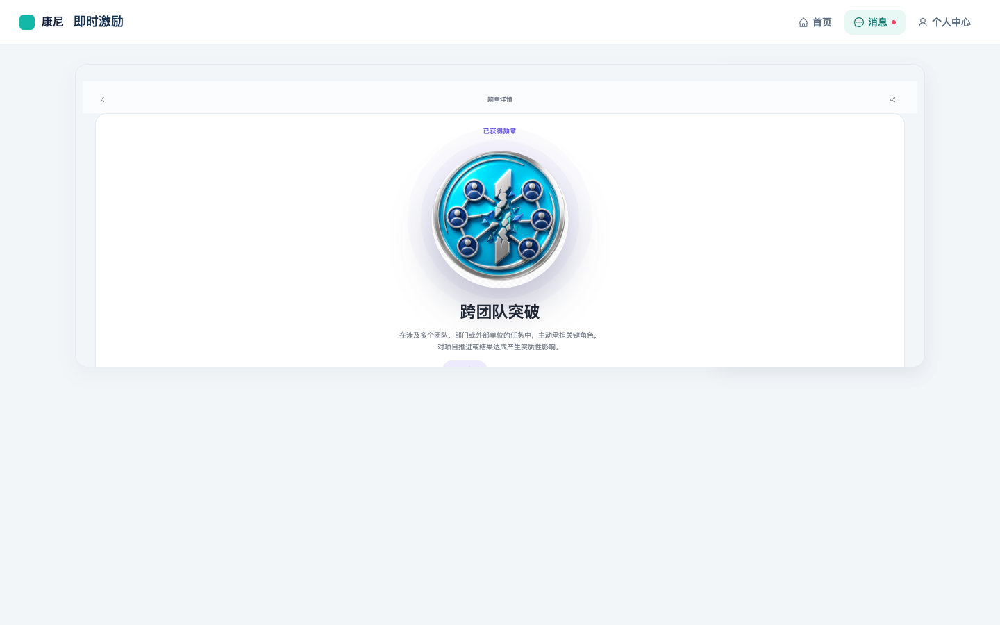 康尼 即时激励
首页
消息
个人中心
勋章详情
已获得勋章
跨团队突破
在涉及多个团队、部门或外部单位的任务中，主动承担关键角色，
对项目推进或结果达成产生实质性影响。